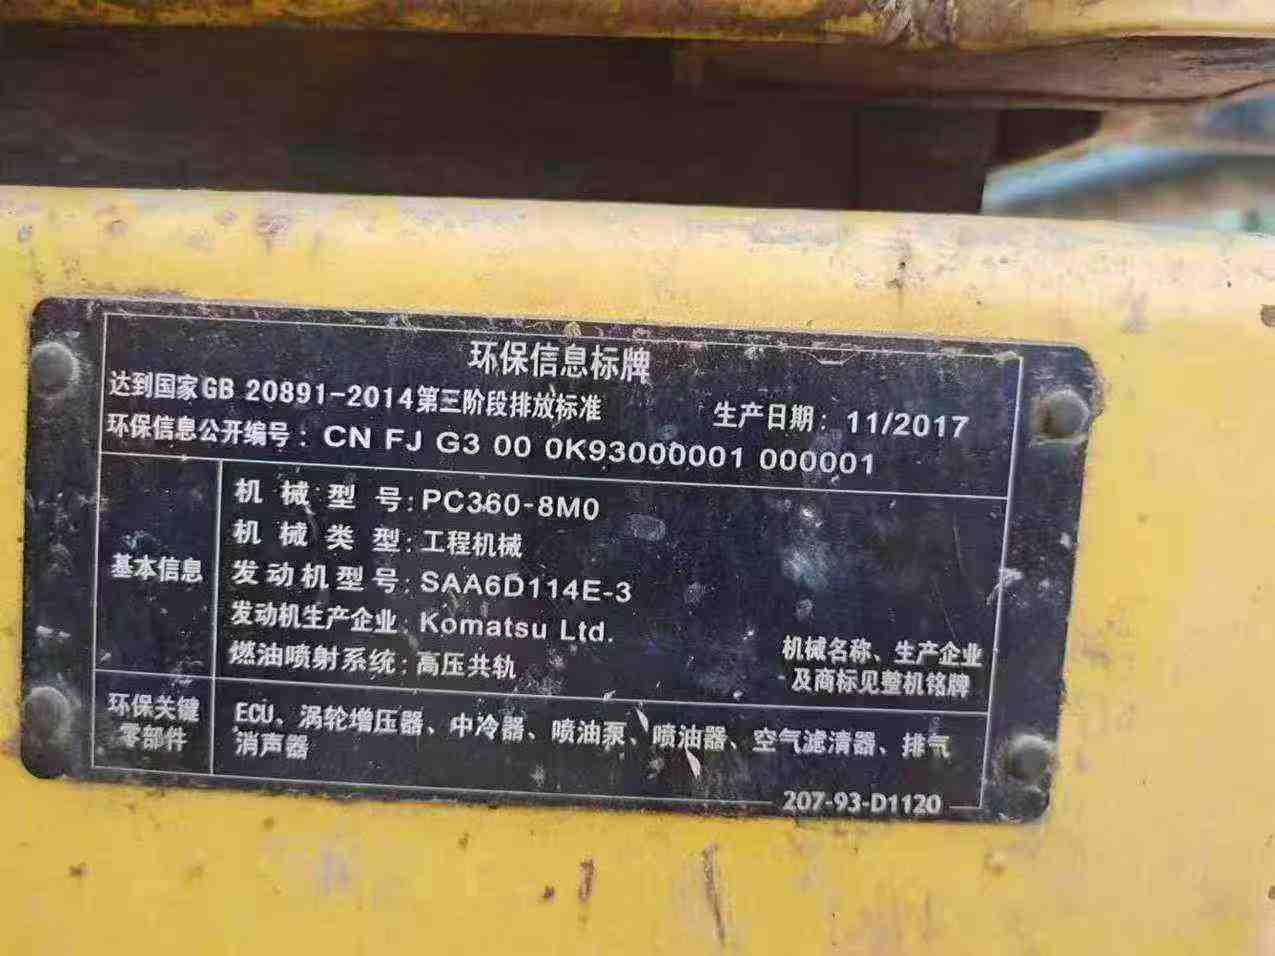 环保信息标牌
达到国家GB 20891-2014第三阶段排放标准 生产日期: 11/2017
环保信息公开编号: CN FJ G3 00 0K93000001 000001
基本信息
机械型号: PC360-8M0
机械类型: 工程机械
发动机型号: SAA6D114E-3
发动机生产企业: Komatsu Ltd.
燃油喷射系统: 高压共轨
机械名称、生产企业
及商标见整机铭牌
环保关键
零部件
ECU、涡轮增压器、中冷器、喷油泵、喷油器、空气滤清器、排气
消声器
207-93-D1120